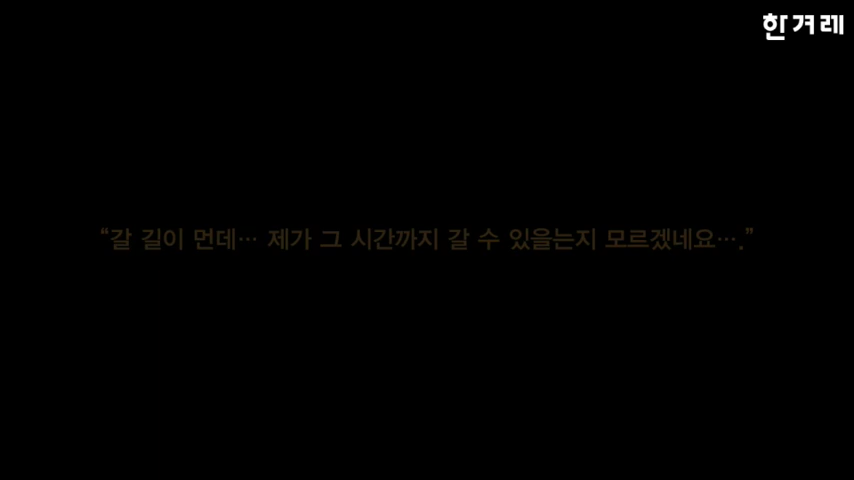 한겨레
“갈 길이 먼데… 제가 그 시간까지 갈 수 있을는지 모르겠네요….”